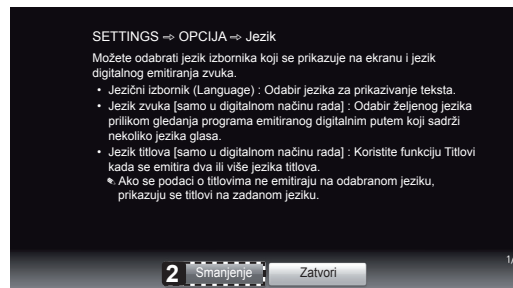 SETTINGS ⇨ OPCIJA ⇨ Jezik
Možete odabrati jezik izbornika koji se prikazuje na ekranu i jezik
digitalnog emitiranja zvuka.
• Jezični izbornik (Language) : Odabir jezika za prikazivanje teksta.
• Jezik zvuka [samo u digitalnom načinu rada] : Odabir željenog jezika
prilikom gledanja programa emitiranog digitalnim putem koji sadrži
nekoliko jezika glasa.
• Jezik titlova [samo u digitalnom načinu rada] : Koristite funkciju Titlovi
kada se emitira dva ili više jezika titlova.
✎ Ako se podaci o titlovima ne emitiraju na odabranom jeziku,
prikazuju se titlovi na zadanom jeziku.
1/
2 Smanjenje Zatvori